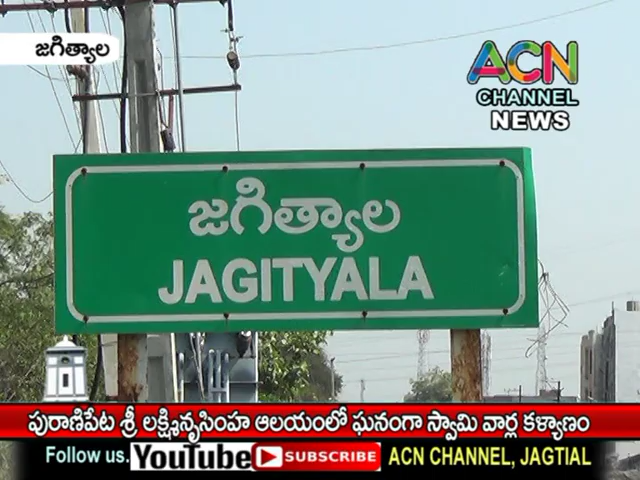 జగిత్యాల
ACN
CHANNEL
NEWS
జగిత్యాల
JAGITYALA
పురాణిపేట శ్రీ లక్ష్మినృసింహ ఆలయంలో ఘనంగా స్వామి వార్ల కళ్యాణం
Follow us. YouTube SUBSCRIBE ACN CHANNEL, JAGTIAL